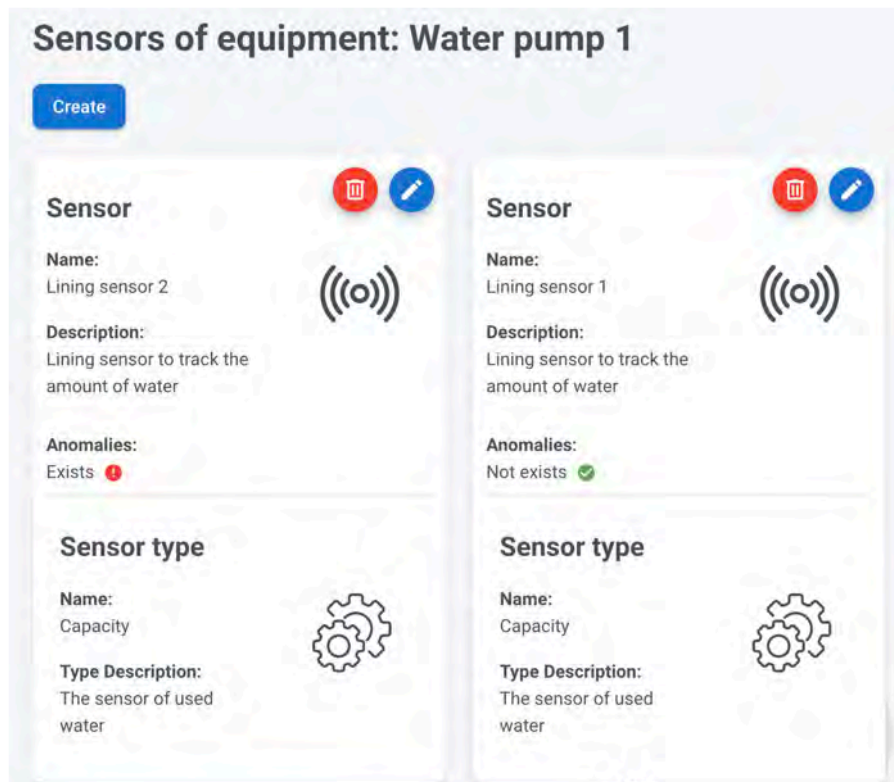 Sensors of equipment: Water pump 1
Create
Sensor
Name:
Lining sensor 2
Description:
Lining sensor to track the
amount of water
Anomalies:
Exists
Sensor type
Name:
Capacity
Type Description:
The sensor of used
water
Sensor
Name:
Lining sensor 1
Description:
Lining sensor to track the
amount of water
Anomalies:
Not exists
Sensor type
Name:
Capacity
Type Description:
The sensor of used
water